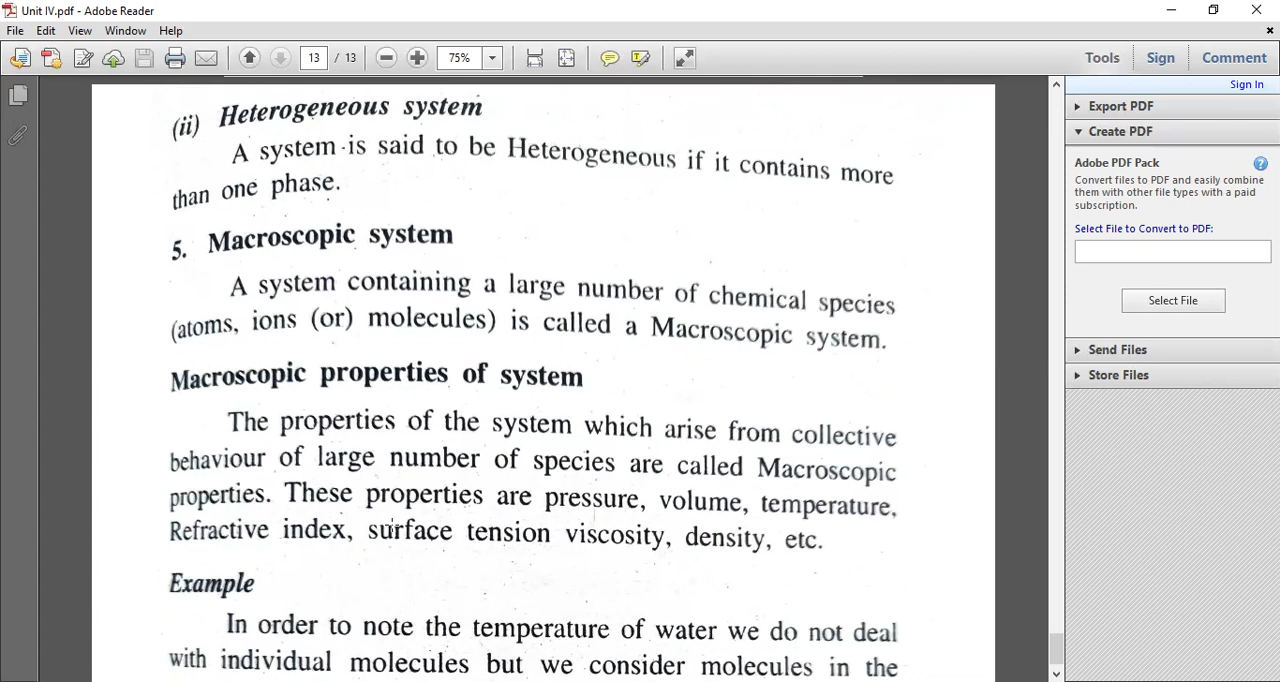 Unit IV.pdf - Adobe Reader
File Edit View Window Help
13 / 13 75% Tools Sign Comment
Sign In
Export PDF
Create PDF
Adobe PDF Pack
Convert files to PDF and easily combine
them with other file types with a paid
subscription.
Select File to Convert to PDF:
Select File
Send Files
Store Files
(ii) Heterogeneous system
A system is said to be Heterogeneous if it contains more
than one phase.
5. Macroscopic system
A system containing a large number of chemical species
(atoms, ions (or) molecules) is called a Macroscopic system.
Macroscopic properties of system
The properties of the system which arise from collective
behaviour of large number of species are called Macroscopic
properties. These properties are pressure, volume, temperature,
Refractive index, surface tension viscosity, density, etc.
Example
In order to note the temperature of water we do not deal
with individual molecules but we consider molecules in the